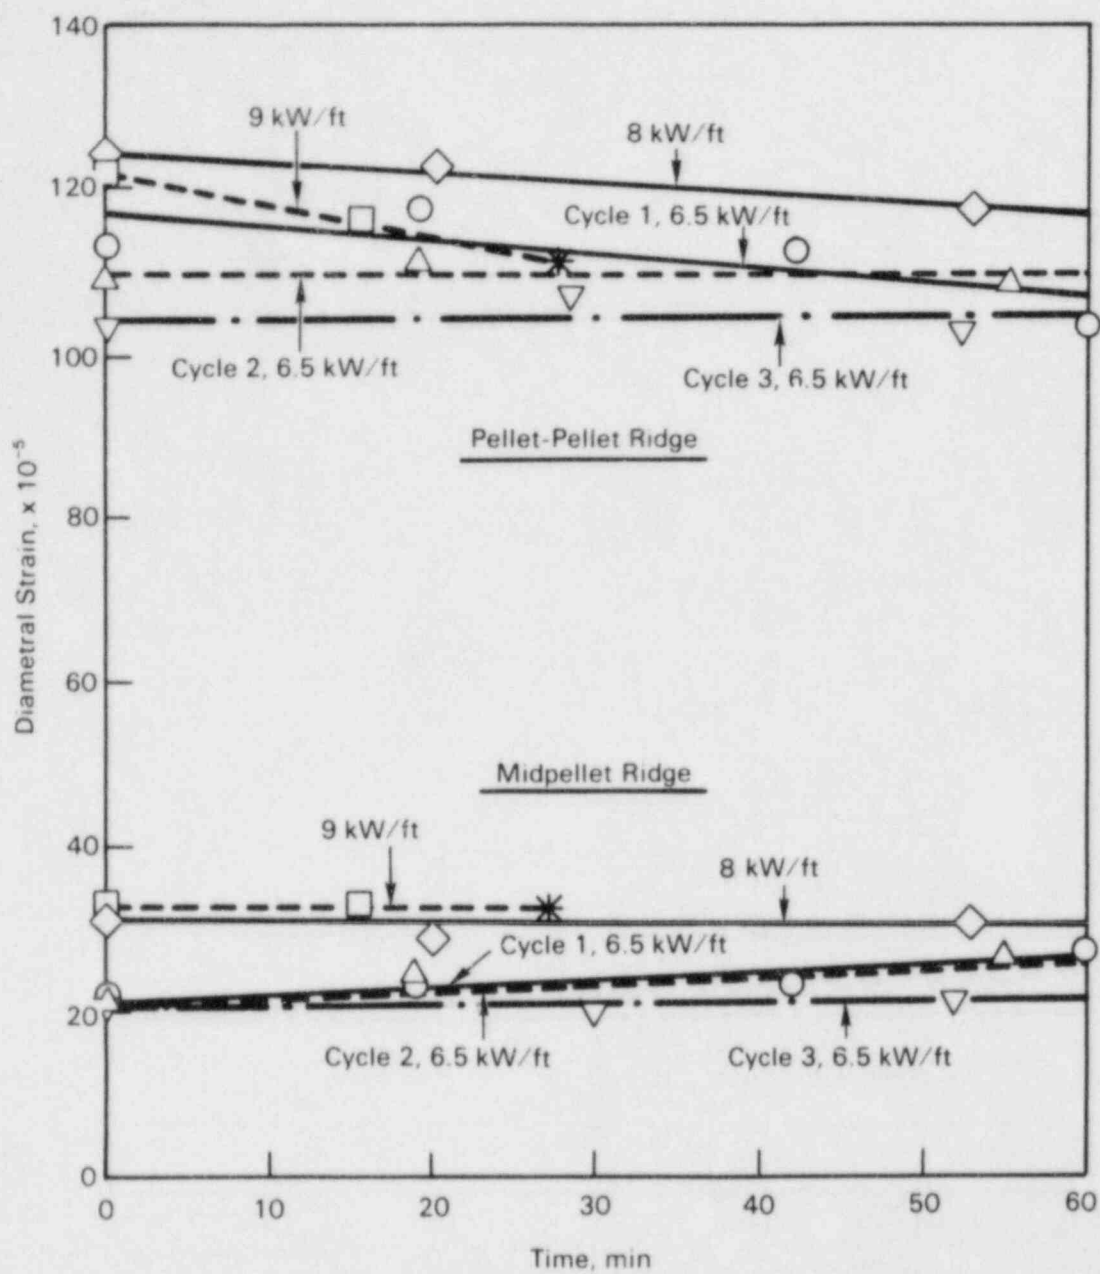 140
9 kW/ft
8 kW/ft
120
Cycle 1, 6.5 kW/ft
100
Cycle 2, 6.5 kW/ft
Cycle 3, 6.5 kW/ft
Pellet-Pellet Ridge
80
Diametral Strain, x 10⁻⁵
60
Midpellet Ridge
9 kW/ft
40
8 kW/ft
Cycle 1, 6.5 kW/ft
20
Cycle 2, 6.5 kW/ft
Cycle 3, 6.5 kW/ft
0
0 10 20 30 40 50 60
Time, min